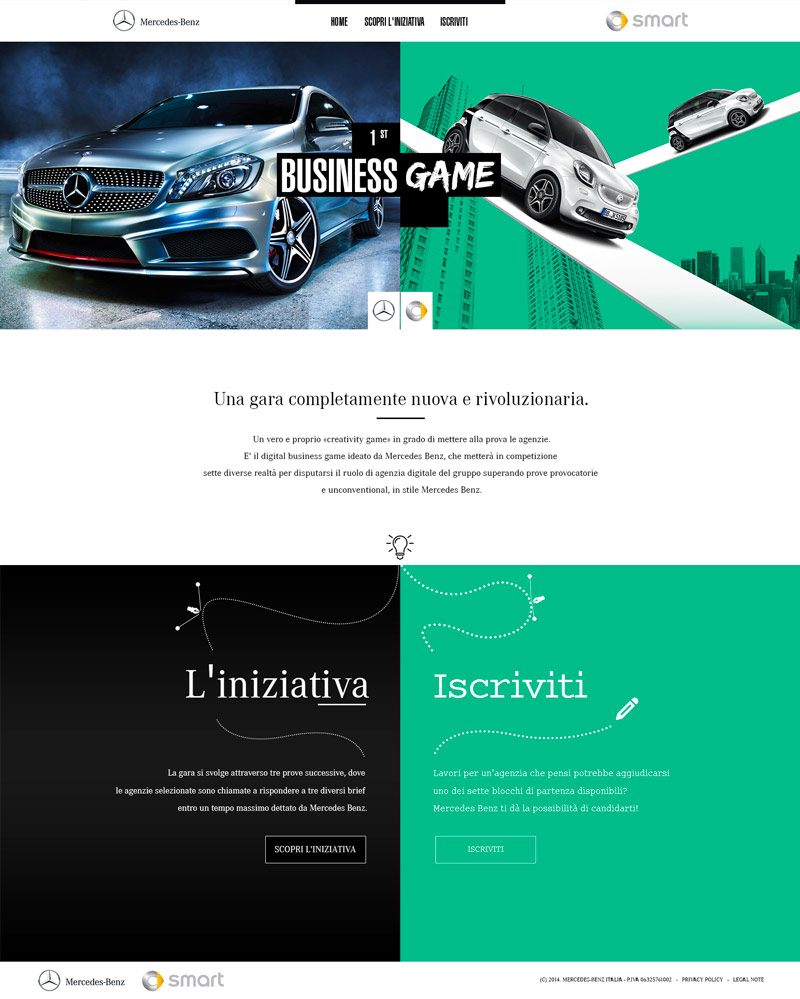 Mercedes-Benz
HOME SCOPRI L'INIZIATIVA ISCRIVITI
smart
1 ST
BUSINESS GAME
Una gara completamente nuova e rivoluzionaria.
Un vero e proprio «creativity game» in grado di mettere alla prova le agenzie.
E' il digital business game ideato da Mercedes Benz, che metterà in competizione
sette diverse realtà per disputarsi il ruolo di agenzia digitale del gruppo superando prove provocatorie
e unconventional, in stile Mercedes Benz.
L'iniziativa
La gara si svolge attraverso tre prove successive, dove
le agenzie selezionate sono chiamate a rispondere a tre diversi brief
entro un tempo massimo dettato da Mercedes Benz.
SCOPRI L'INIZIATIVA
Iscriviti
Lavori per un'agenzia che pensi potrebbe aggiudicarsi
uno dei sette blocchi di partenza disponibili?
Mercedes Benz ti dà la possibilità di candidarti!
ISCRIVITI
Mercedes-Benz
smart
(C) 2014. MERCEDES-BENZ ITALIA - P.IVA 06325761002 - PRIVACY POLICY - LEGAL NOTE